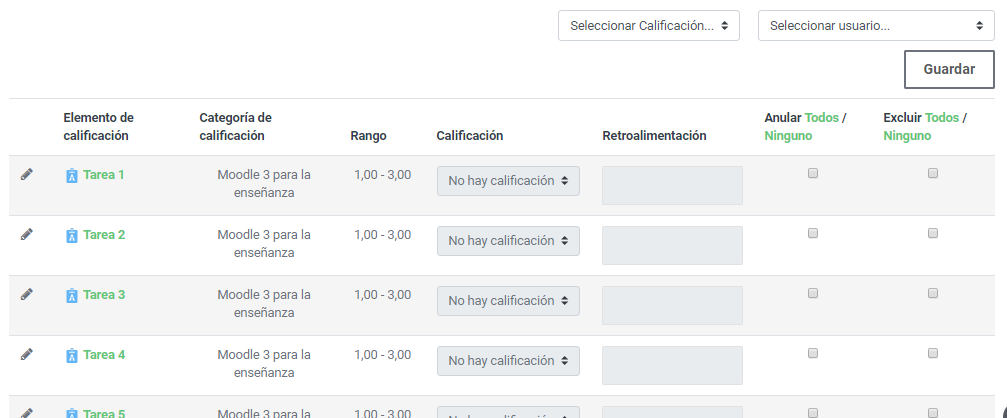 Seleccionar Calificación... Seleccionar usuario...
Guardar
Elemento de calificación Categoría de calificación Rango Calificación Retroalimentación Anular Todos / Ninguno Excluir Todos / Ninguno
Tarea 1 Moodle 3 para la enseñanza 1,00 - 3,00 No hay calificación
Tarea 2 Moodle 3 para la enseñanza 1,00 - 3,00 No hay calificación
Tarea 3 Moodle 3 para la enseñanza 1,00 - 3,00 No hay calificación
Tarea 4 Moodle 3 para la enseñanza 1,00 - 3,00 No hay calificación
Tarea 5 Moodle 3 para la 1,00 - 3,00 No hay calificación